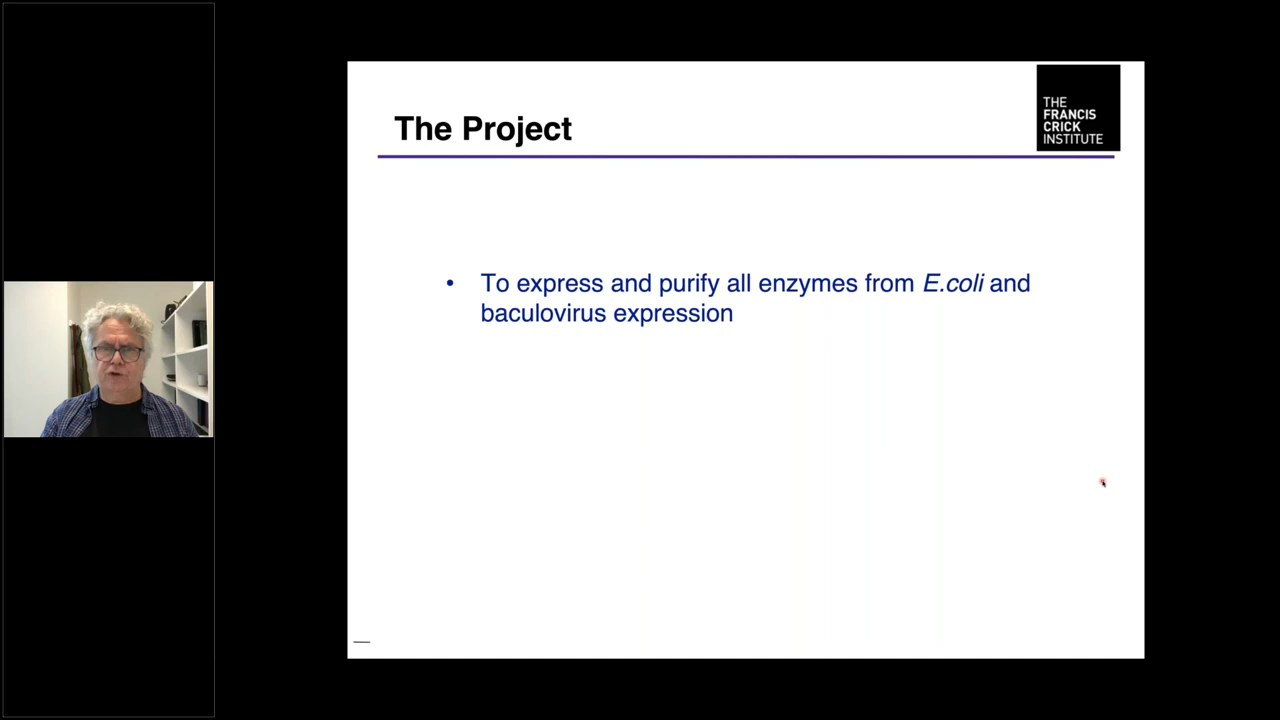 The Project
THE
FRANCIS
CRICK
INSTITUTE
• To express and purify all enzymes from E.coli and
baculovirus expression